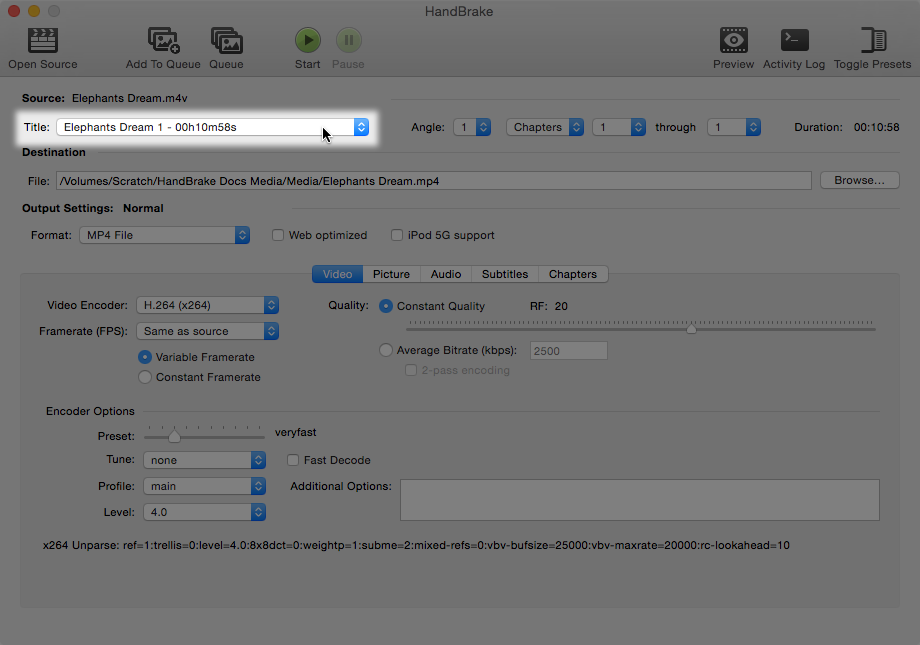 HandBrake
Open Source Add To Queue Queue Start Pause Preview Activity Log Toggle Presets
Source: Elephants Dream.m4v
Title: Elephants Dream 1 - 00h10m58s Angle: 1 Chapters 1 through 1 Duration: 00:10:58
Destination
File: /Volumes/Scratch/HandBrake Docs Media/Media/Elephants Dream.mp4 Browse...
Output Settings: Normal
Format: MP4 File Web optimized iPod 5G support
Video Picture Audio Subtitles Chapters
Video Encoder: H.264 (x264) Quality: Constant Quality RF: 20
Framerate (FPS): Same as source
Variable Framerate Average Bitrate (kbps): 2500
Constant Framerate 2-pass encoding
Encoder Options
Preset: veryfast
Tune: none Fast Decode
Profile: main Additional Options:
Level: 4.0
x264 Unparse: ref=1:trellis=0:level=4.0:8x8dct=0:weightp=1:subme=2:mixed-refs=0:vbv-bufsize=25000:vbv-maxrate=20000:rc-lookahead=10